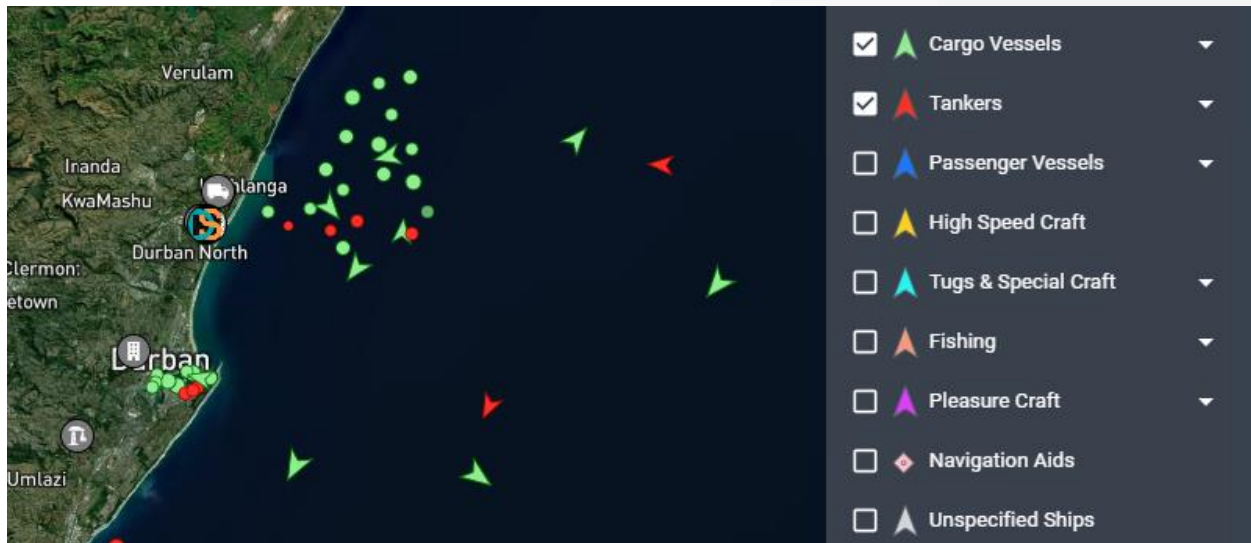 Verulam
Inanda
hlanga
KwaMashu
Durban North
Clermon:
etown
Durban
Umlazi
Cargo Vessels
Tankers
Passenger Vessels
High Speed Craft
Tugs & Special Craft
Fishing
Pleasure Craft
Navigation Aids
Unspecified Ships